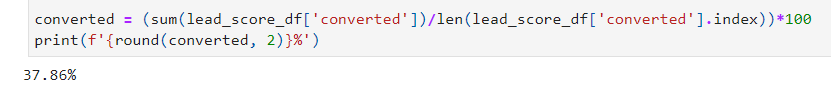 converted = (sum(lead_score_df['converted'])/len(lead_score_df['converted'].index))*100
print(f'{round(converted, 2)}%')
37.86%